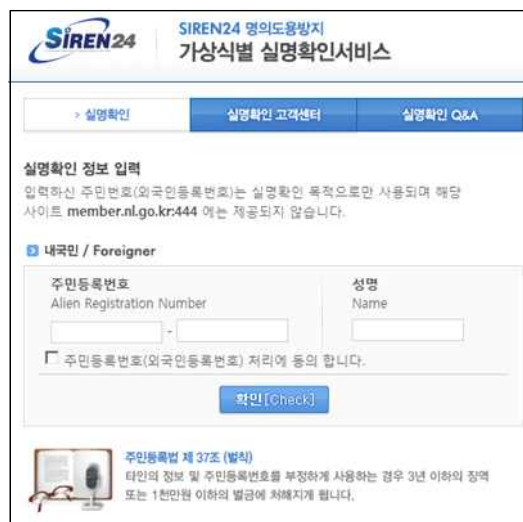 SIREN24
SIREN24 명의도용방지
가상식별 실명확인서비스
> 실명확인
실명확인 고객센터
실명확인 Q&A
실명확인 정보 입력
입력하신 주민번호(외국인등록번호)는 실명확인 목적으로만 사용되며 해당
사이트 member.nl.go.kr:444 에는 제공되지 않습니다.
내국민 / Foreigner
주민등록번호
Alien Registration Number
성명
Name
-
주민등록번호(외국인등록번호) 처리에 동의 합니다.
확인[Check]
주민등록법 제 37조 (벌칙)
타인의 정보 및 주민등록번호를 부정하게 사용하는 경우 3년 이하의 징역
또는 1천만원 이하의 벌금에 처해지게 됩니다.